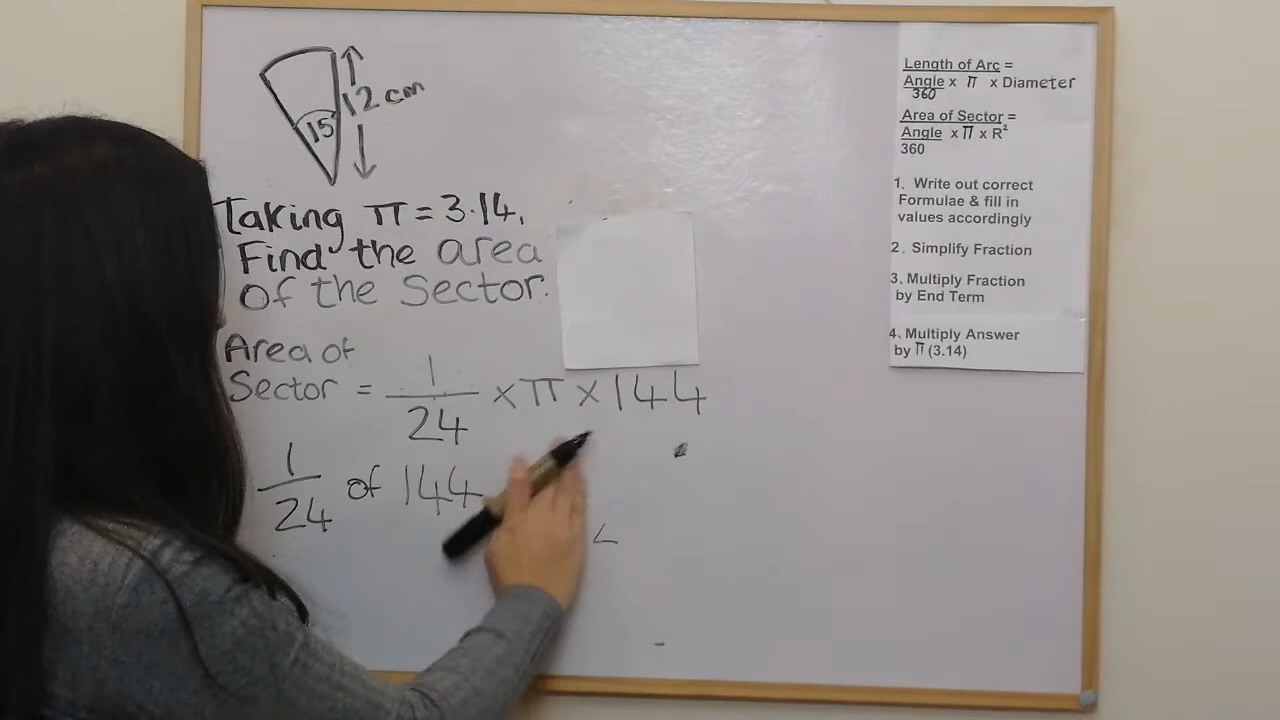 12 cm
15
Taking π = 3.14,
Find the area
of the Sector.
Area of
Sector = 1/24 x π x 144
1/24 of 144
Length of Arc =
Angle/360 x π x Diameter
Area of Sector =
Angle/360 x π x R²
1. Write out correct
Formulae & fill in
values accordingly
2. Simplify Fraction
3. Multiply Fraction
by End Term
4. Multiply Answer
by π (3.14)